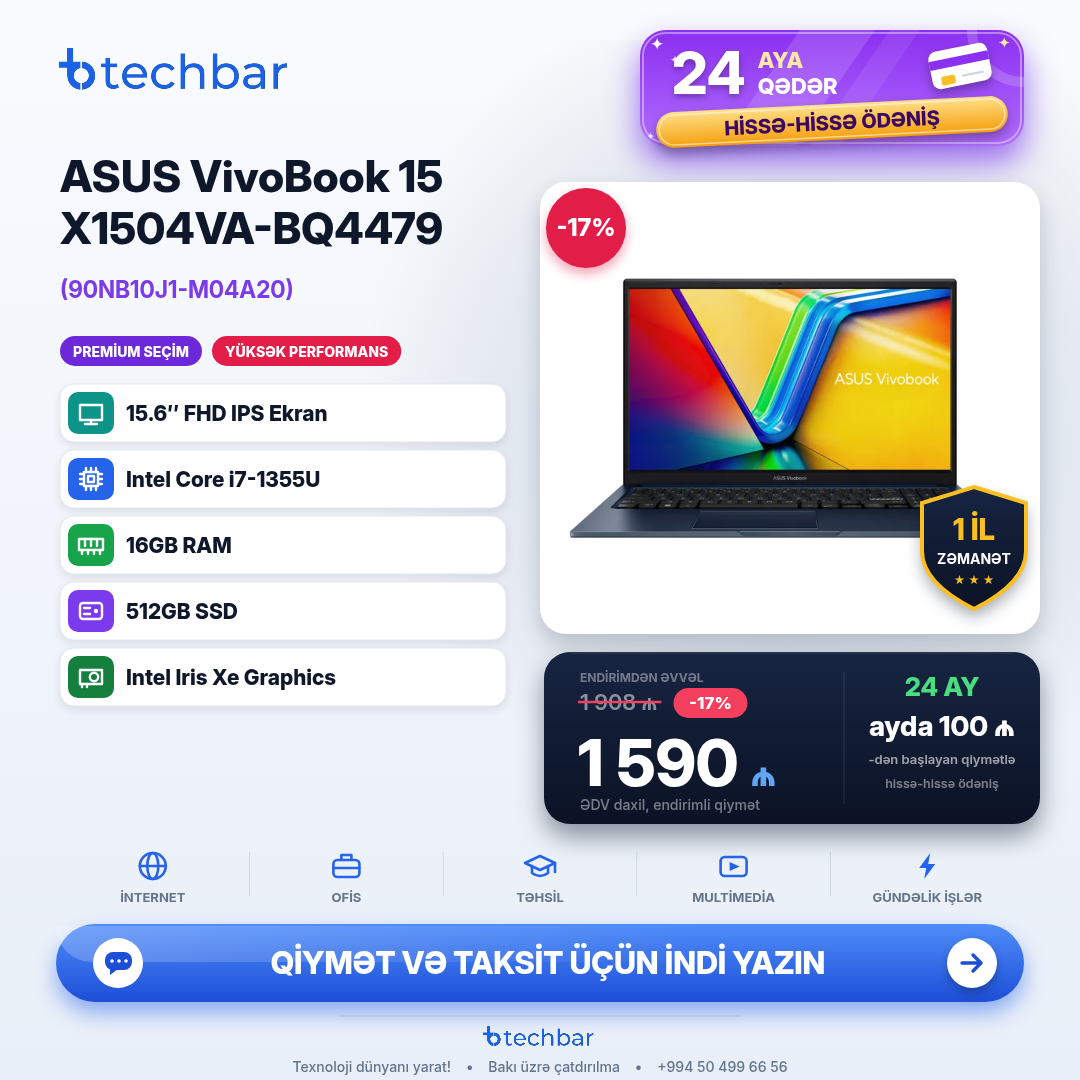 techbar
24 AYA
QƏDƏR
HİSSƏ-HİSSƏ ÖDƏNİŞ
ASUS VivoBook 15
X1504VA-BQ4479
(90NB10J1-M04A20)
PREMİUM SEÇİM
YÜKSƏK PERFORMANS
15.6″ FHD IPS Ekran
Intel Core i7-1355U
16GB RAM
512GB SSD
Intel Iris Xe Graphics
-17%
ASUS Vivobook
ASUS Vivobook
1 İL
ZƏMANƏT
ENDİRİMDƏN ƏVVƏL
1 908 ₼
-17%
1 590 ₼
ƏDV daxil, endirimli qiymət
24 AY
ayda 100 ₼
-dən başlayan qiymətlə
hissə-hissə ödəniş
İNTERNET
OFİS
TƏHSİL
MULTİMEDİA
GÜNDƏLİK İŞLƏR
QİYMƏT VƏ TAKSİT ÜÇÜN İNDİ YAZIN
techbar
Texnoloji dünyanı yarat! • Bakı üzrə çatdırılma • +994 50 499 66 56